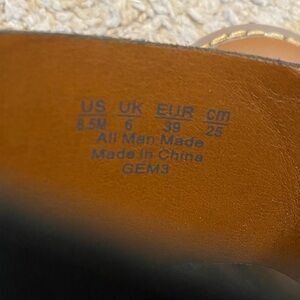 US UK EUR cm
8.5M 6 39 25
All Man Made
Made in China
GEM3